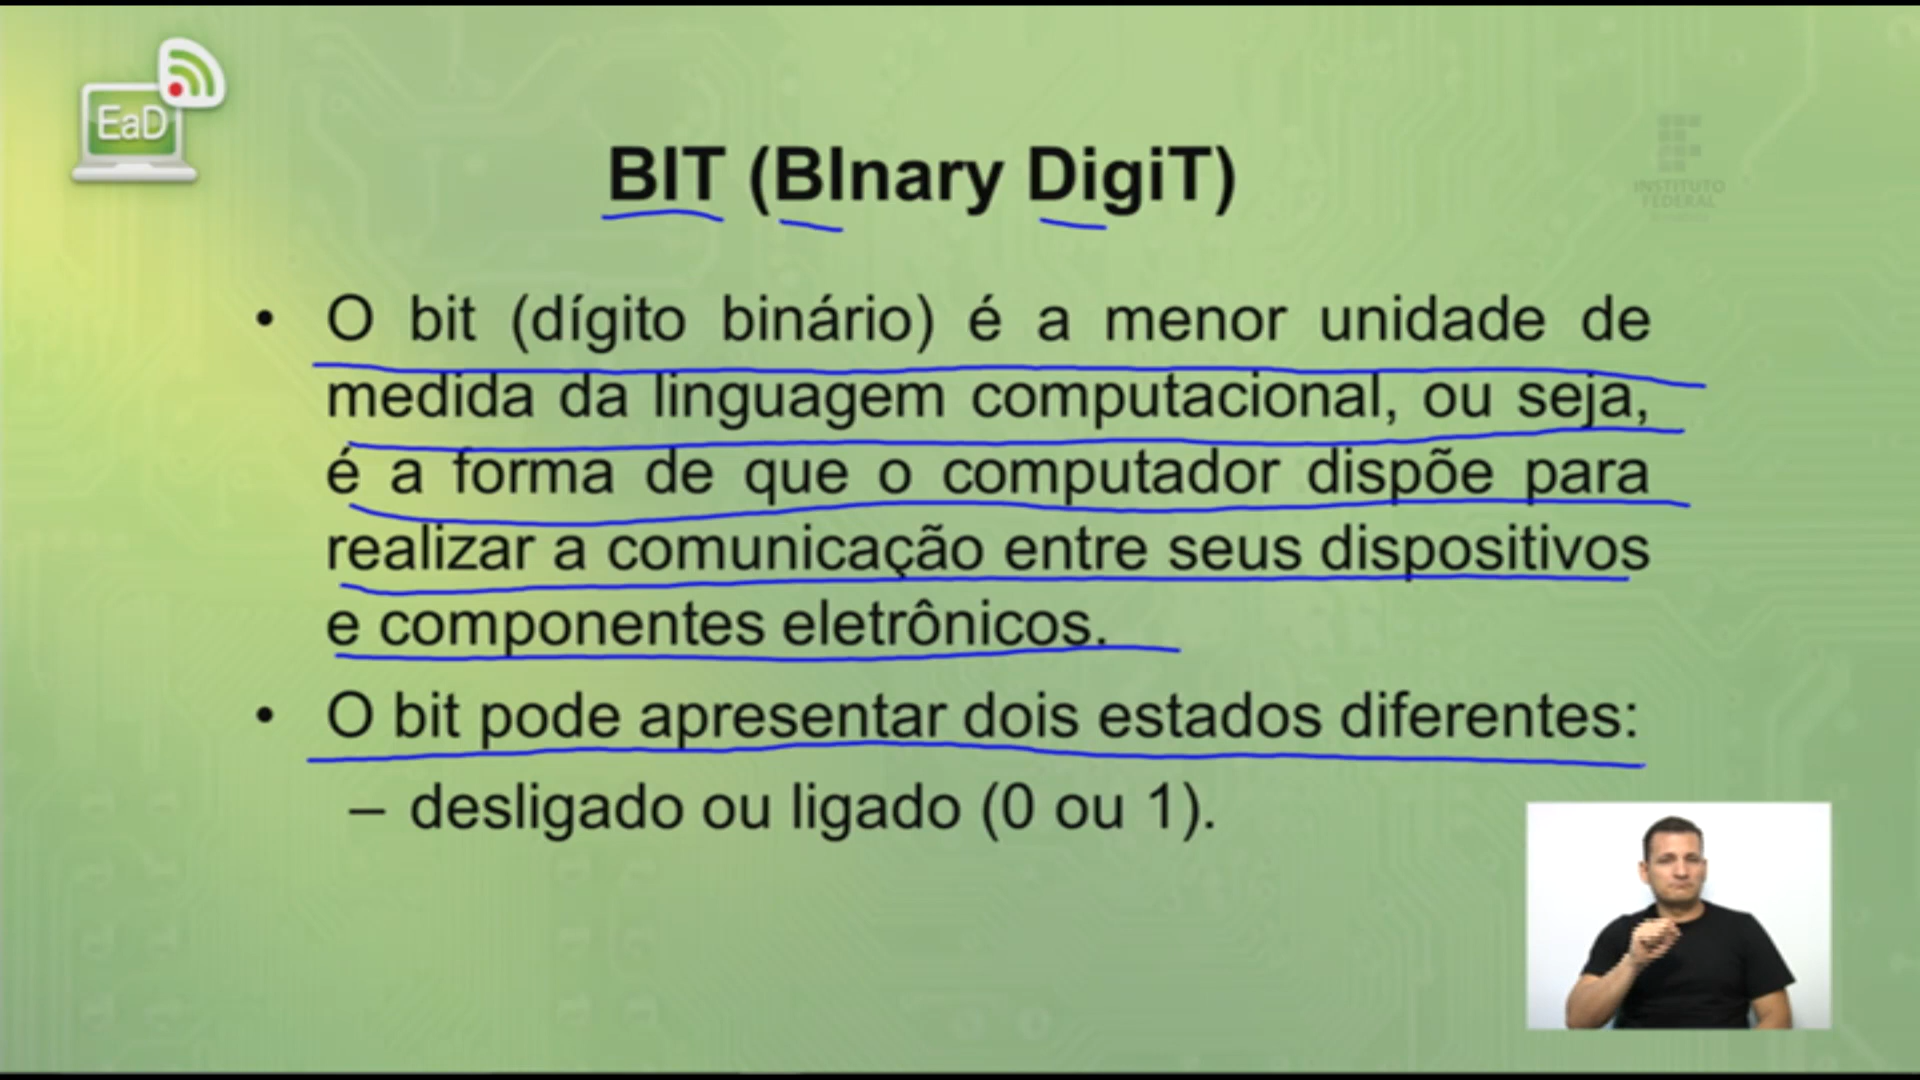 EaD
BIT (BInary DigiT)
INSTITUTO
FEDERAL
• O bit (dígito binário) é a menor unidade de
medida da linguagem computacional, ou seja,
é a forma de que o computador dispõe para
realizar a comunicação entre seus dispositivos
e componentes eletrônicos.
• O bit pode apresentar dois estados diferentes:
– desligado ou ligado (0 ou 1).